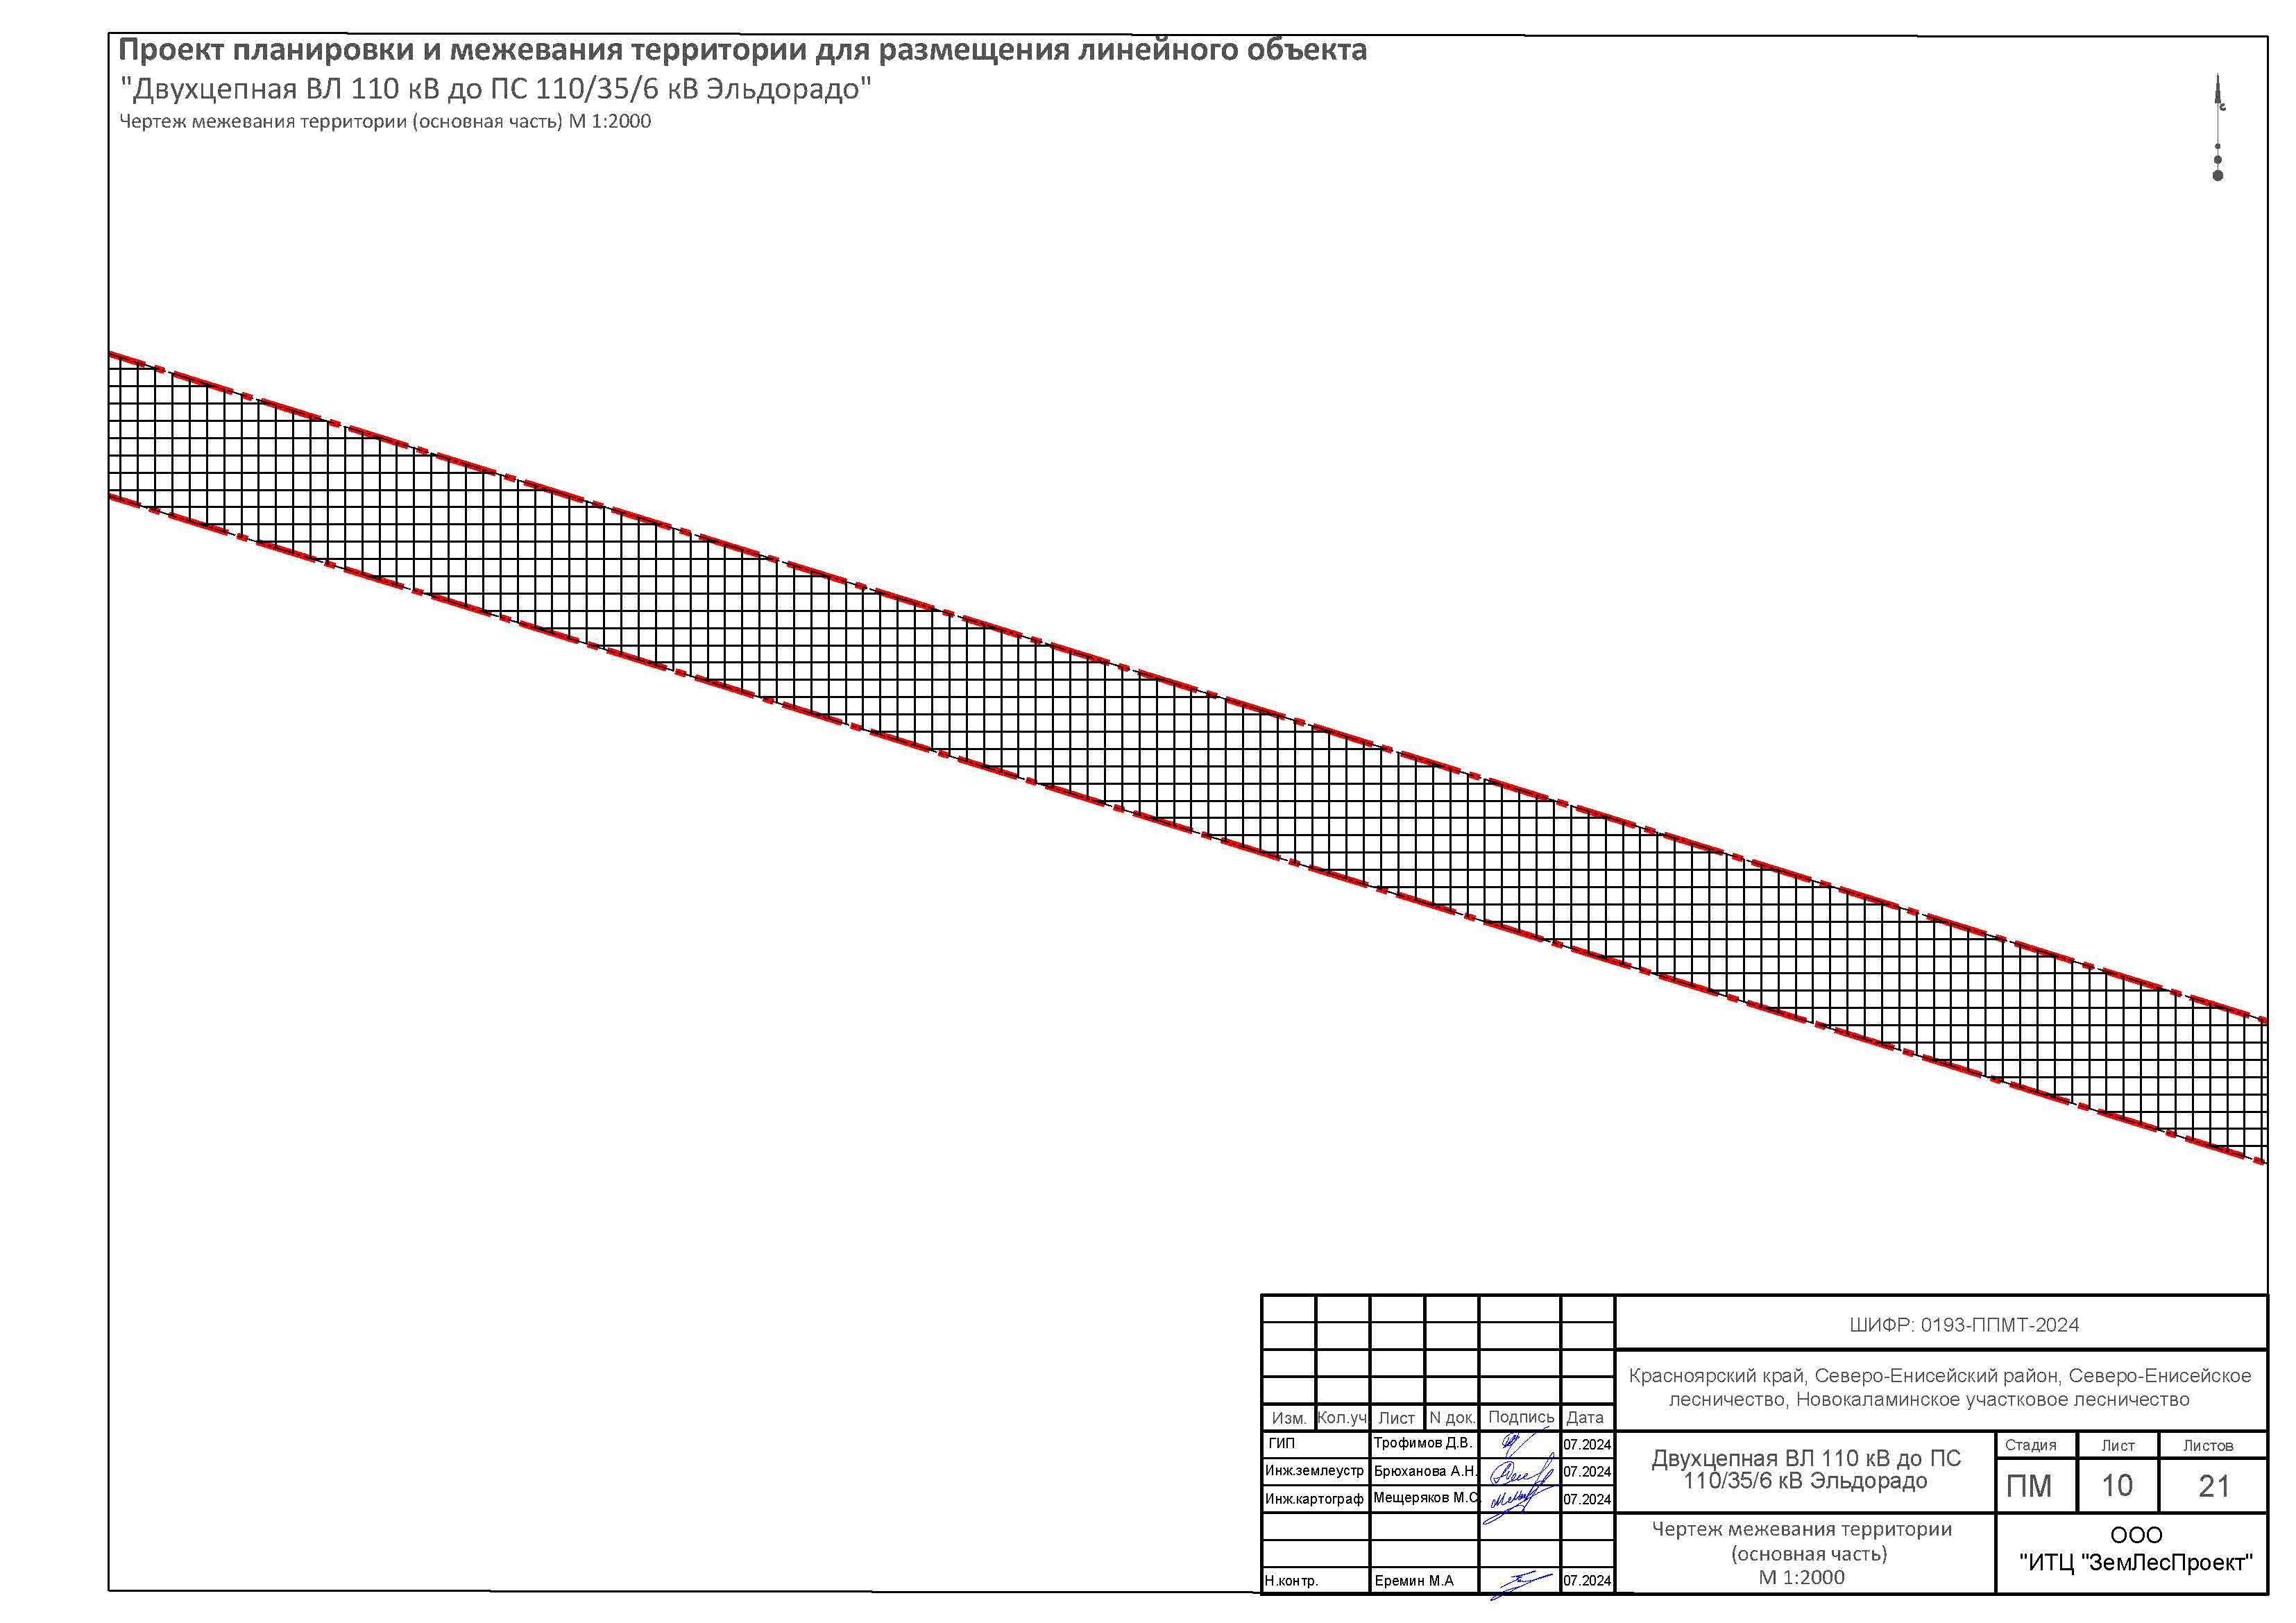 Проект планировки и межевания территории для размещения линейного объекта
"Двухцепная ВЛ 110 кВ до ПС 110/35/6 кВ Эльдорадо"
Чертеж межевания территории (основная часть) М 1:2000
с
ШИФР: 0193-ППМТ-2024
Красноярский край, Северо-Енисейский район, Северо-Енисейское
лесничество, Новокаламинское участковое лесничество
Изм. Кол.уч Лист N док. Подпись Дата
ГИП Трофимов Д.В. 07.2024
Инж.землеустр Брюханова А.Н. 07.2024
Инж.картограф Мещеряков М.С 07.2024
Н.контр. Еремин М.А 07.2024
Двухцепная ВЛ 110 кВ до ПС
110/35/6 кВ Эльдорадо
Стадия Лист Листов
ПМ 10 21
Чертеж межевания территории
(основная часть)
М 1:2000
ООО
"ИТЦ "ЗемЛесПроект"